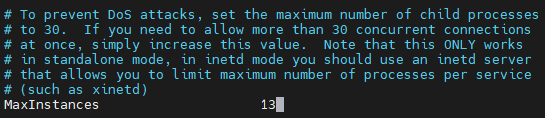 # To prevent DoS attacks, set the maximum number of child processes
# to 30.  If you need to allow more than 30 concurrent connections
# at once, simply increase this value.  Note that this ONLY works
# in standalone mode, in inetd mode you should use an inetd server
# that allows you to limit maximum number of processes per service
# (such as xinetd)
MaxInstances                    13